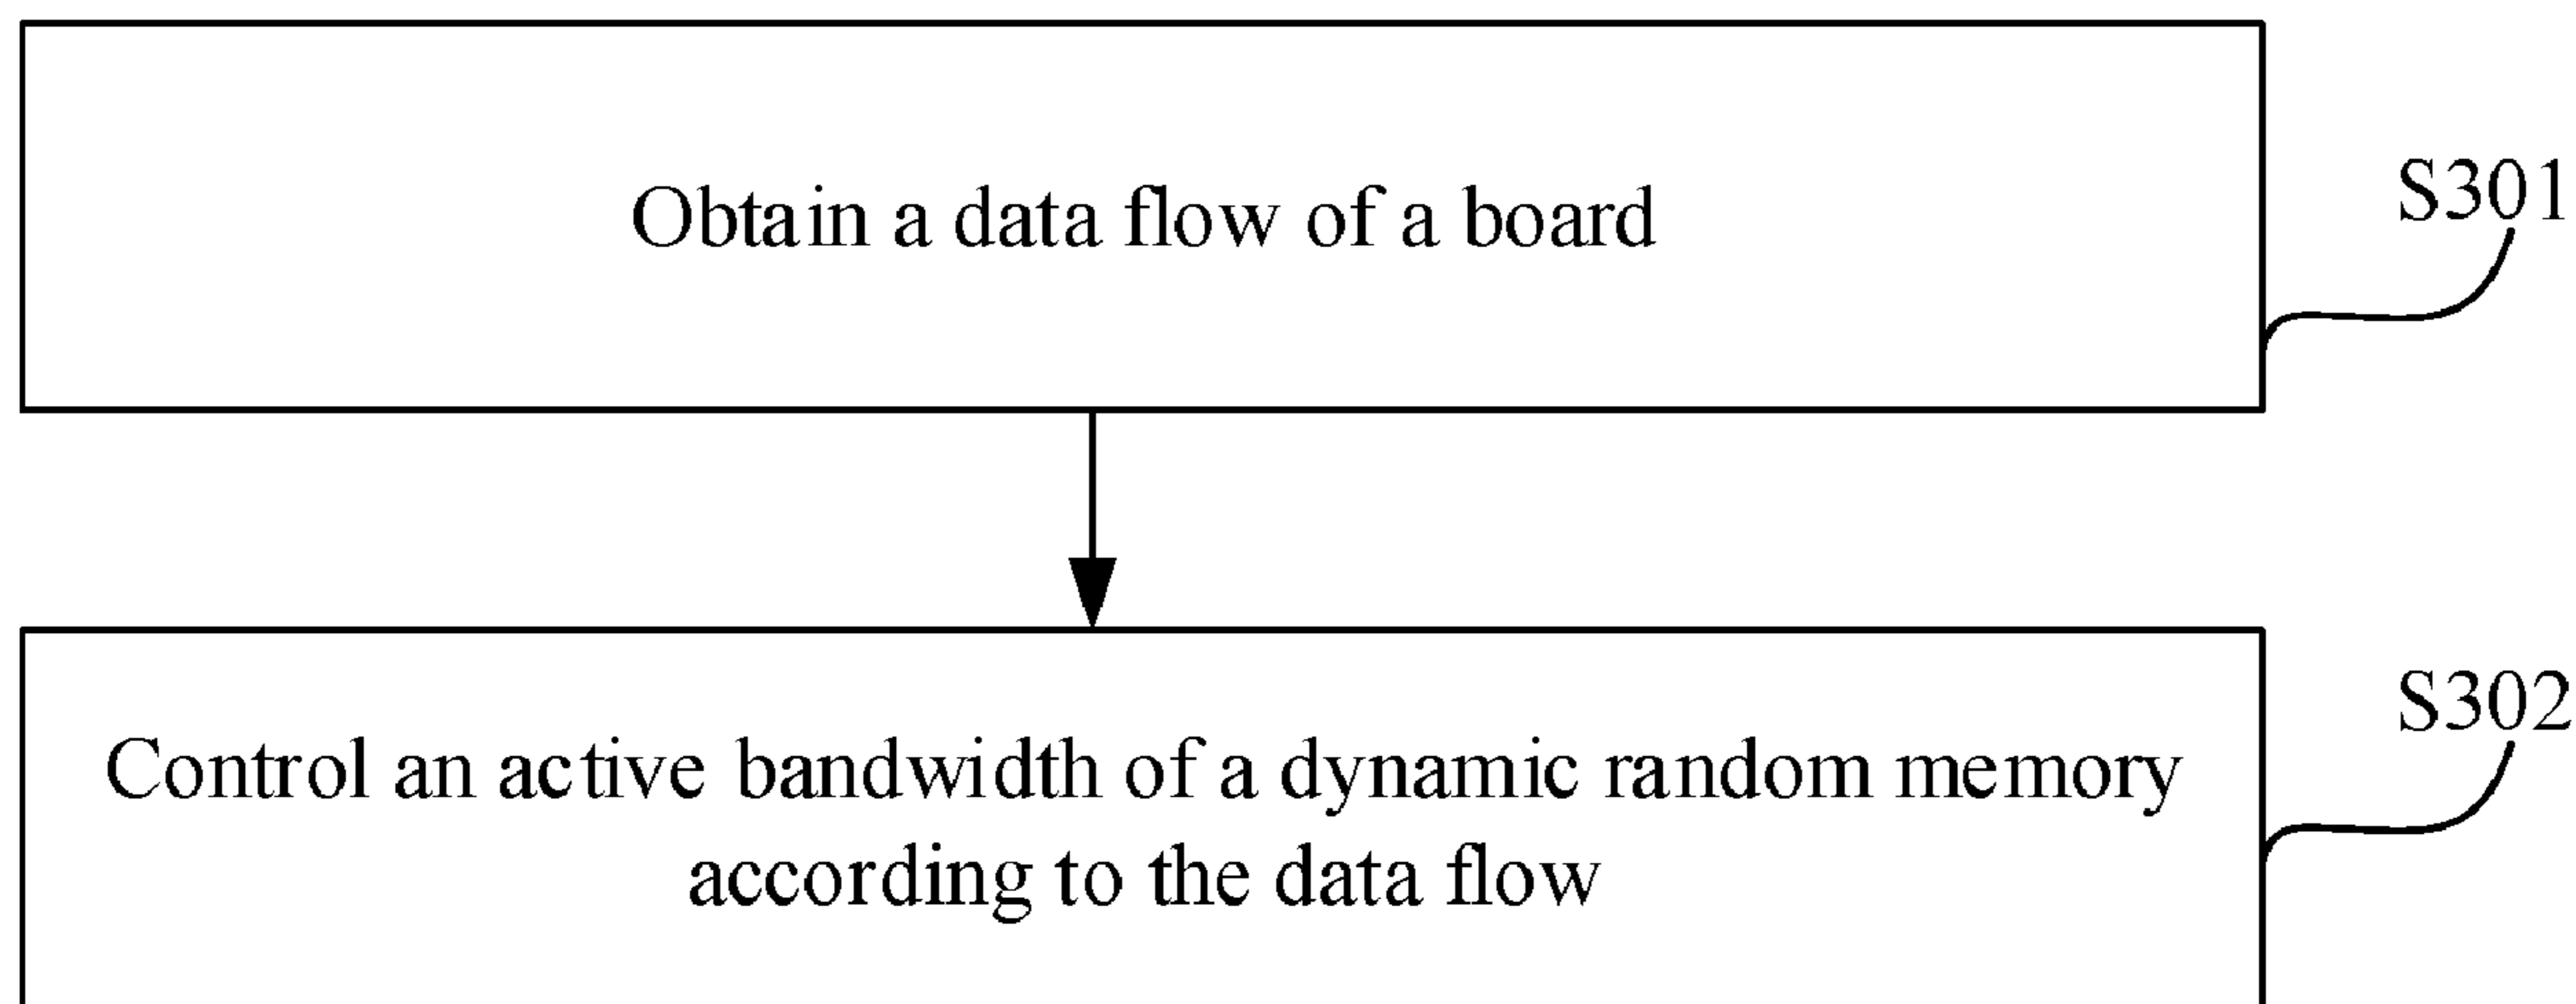 Obtain a data flow of a board
S301
Control an active bandwidth of a dynamic random memory
according to the data flow
S302